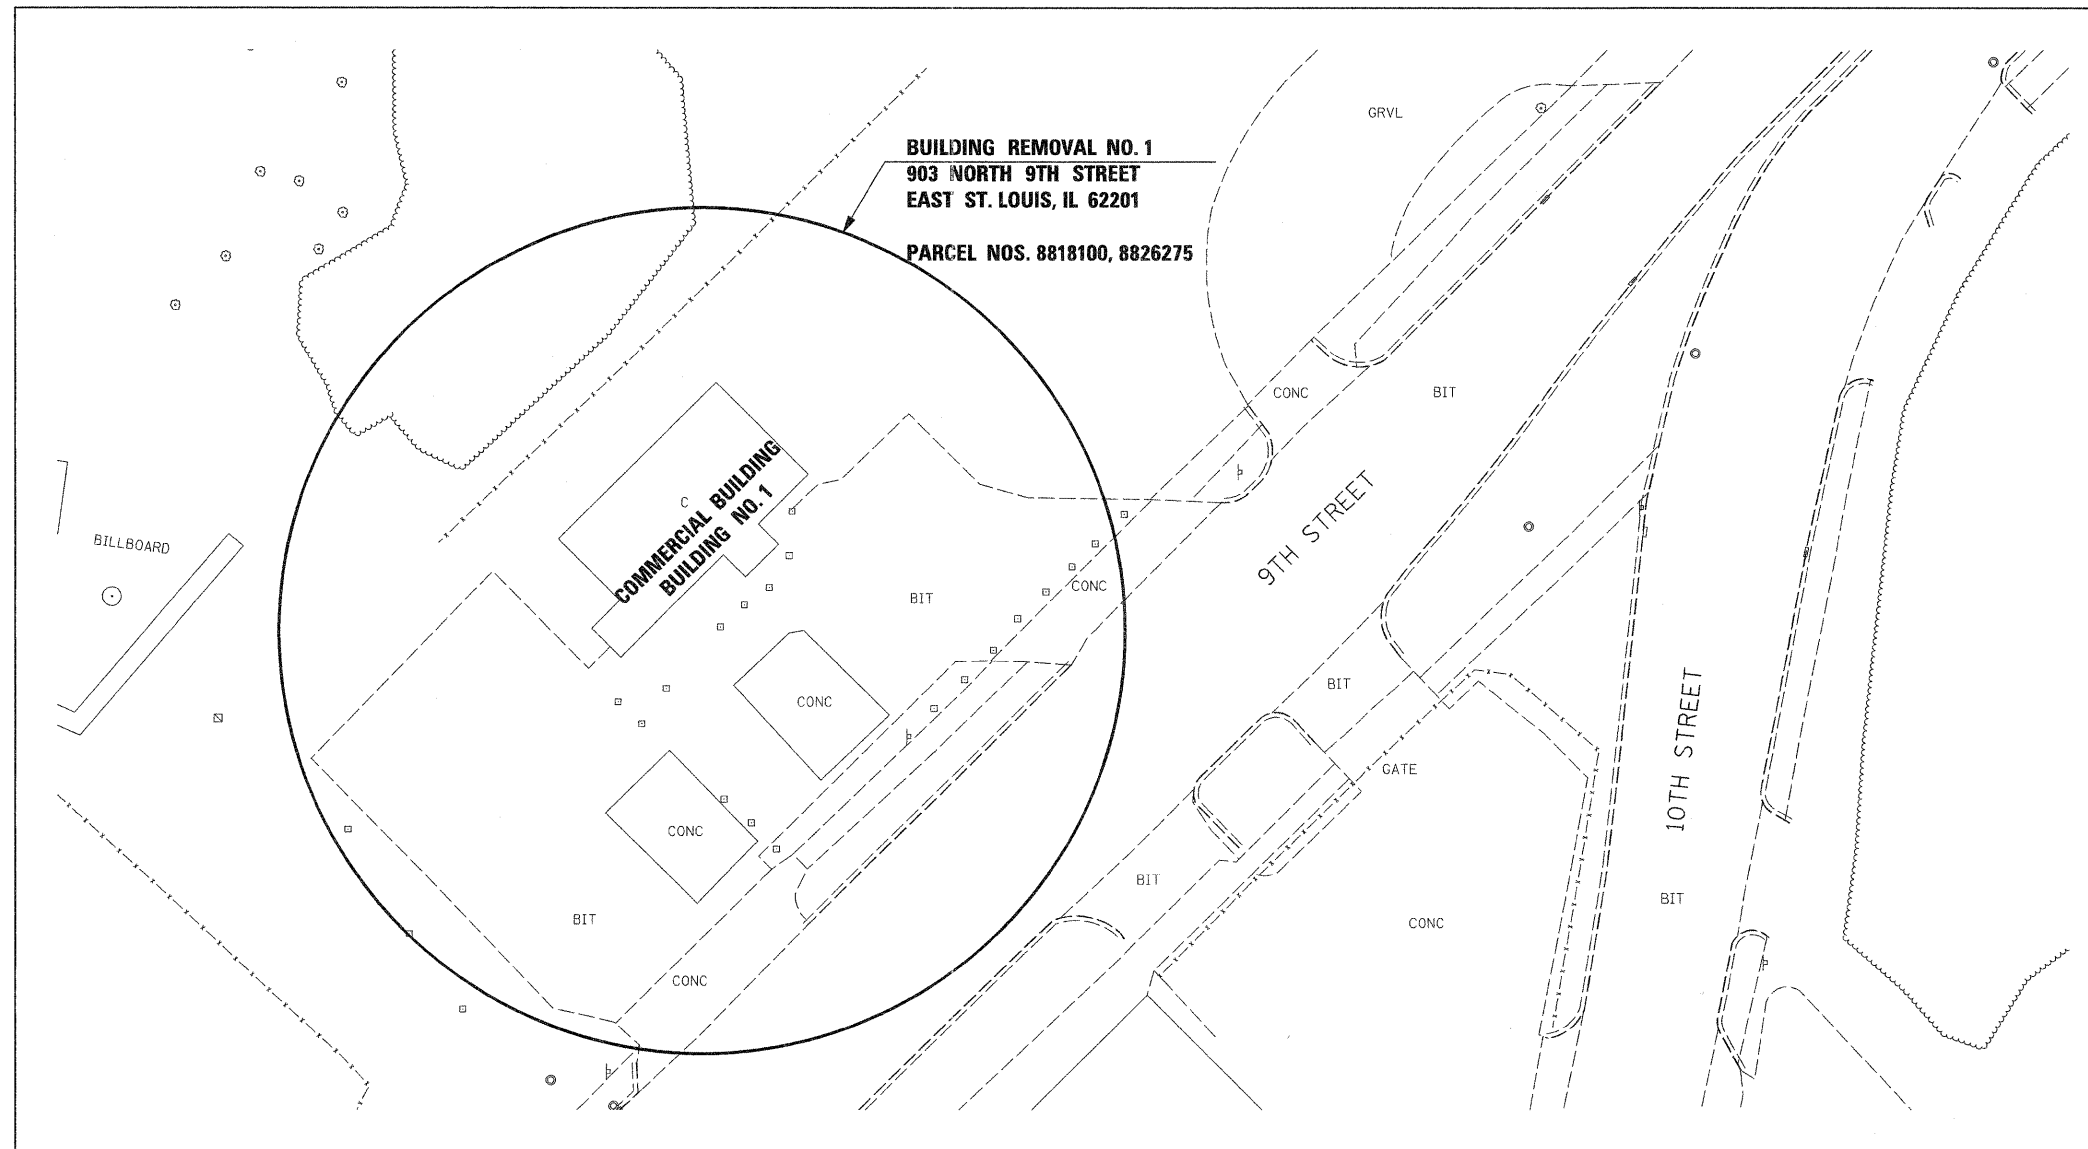 BUILDING REMOVAL NO. 1
903 NORTH 9TH STREET
EAST ST. LOUIS, IL 62201
PARCEL NOS. 8818100, 8826275
GRVL
CONC
BIT
C
COMMERCIAL BUILDING
BUILDING NO. 1
9TH STREET
BILLBOARD
BIT
CONC
BIT
CONC
10TH STREET
GATE
CONC
BIT
BIT
BIT
CONC
CONC